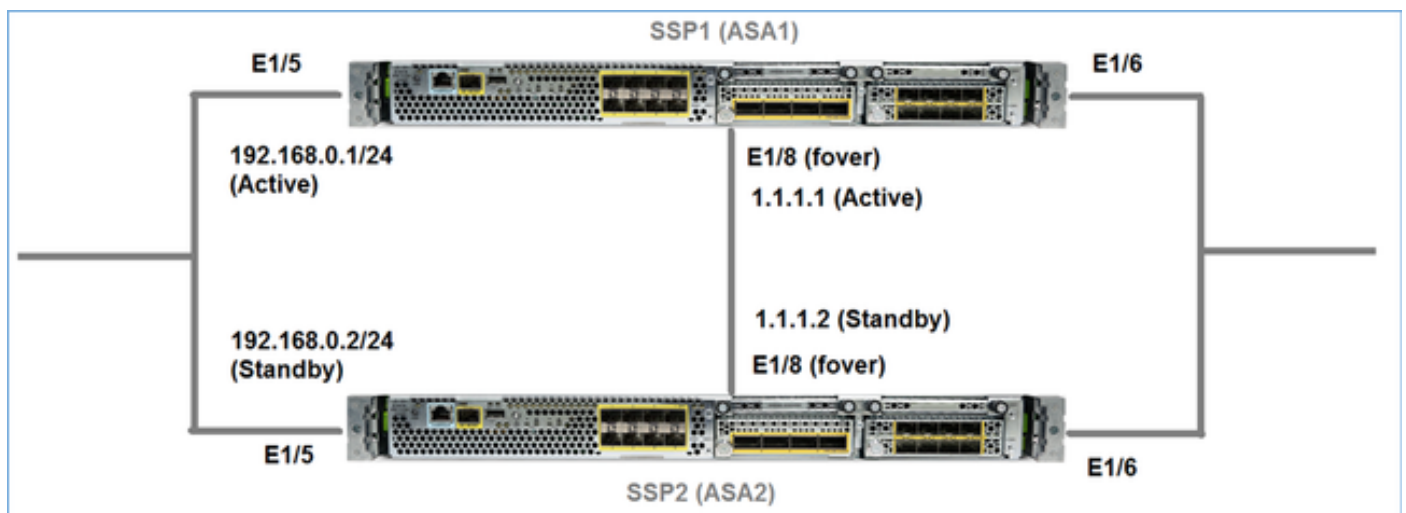 SSP1 (ASA1)
E1/5
E1/6
192.168.0.1/24
(Active)
E1/8 (fover)
1.1.1.1 (Active)
1.1.1.2 (Standby)
192.168.0.2/24
(Standby)
E1/8 (fover)
E1/5
E1/6
SSP2 (ASA2)